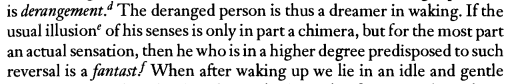 is derangement.d The deranged person is thus a dreamer in waking. If the
usual illusione of his senses is only in part a chimera, but for the most part
an actual sensation, then he who is in a higher degree predisposed to such
reversal is a fantast.f When after waking up we lie in an idle and gentle